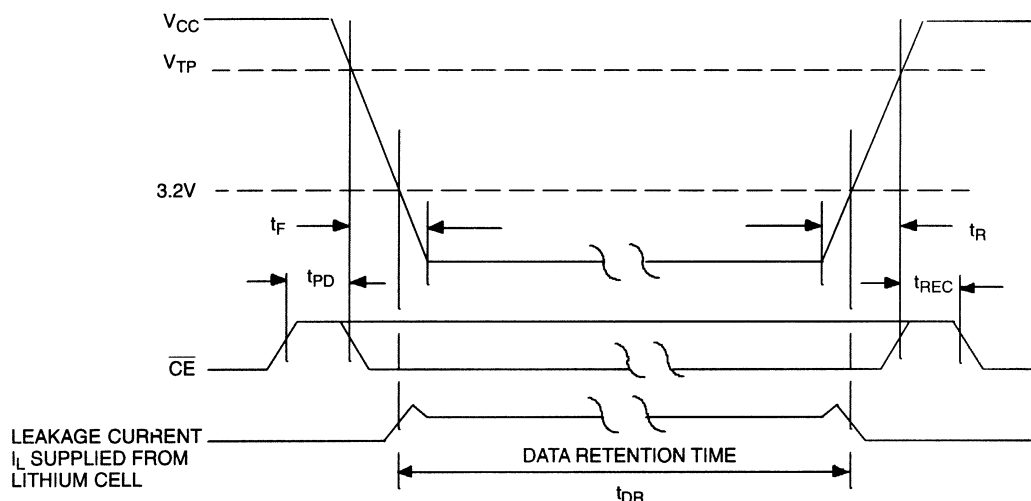 VCC
VTP
3.2V
tF
tR
tPD
tREC
CE
LEAKAGE CURRENT
IL SUPPLIED FROM
LITHIUM CELL
DATA RETENTION TIME
tDR